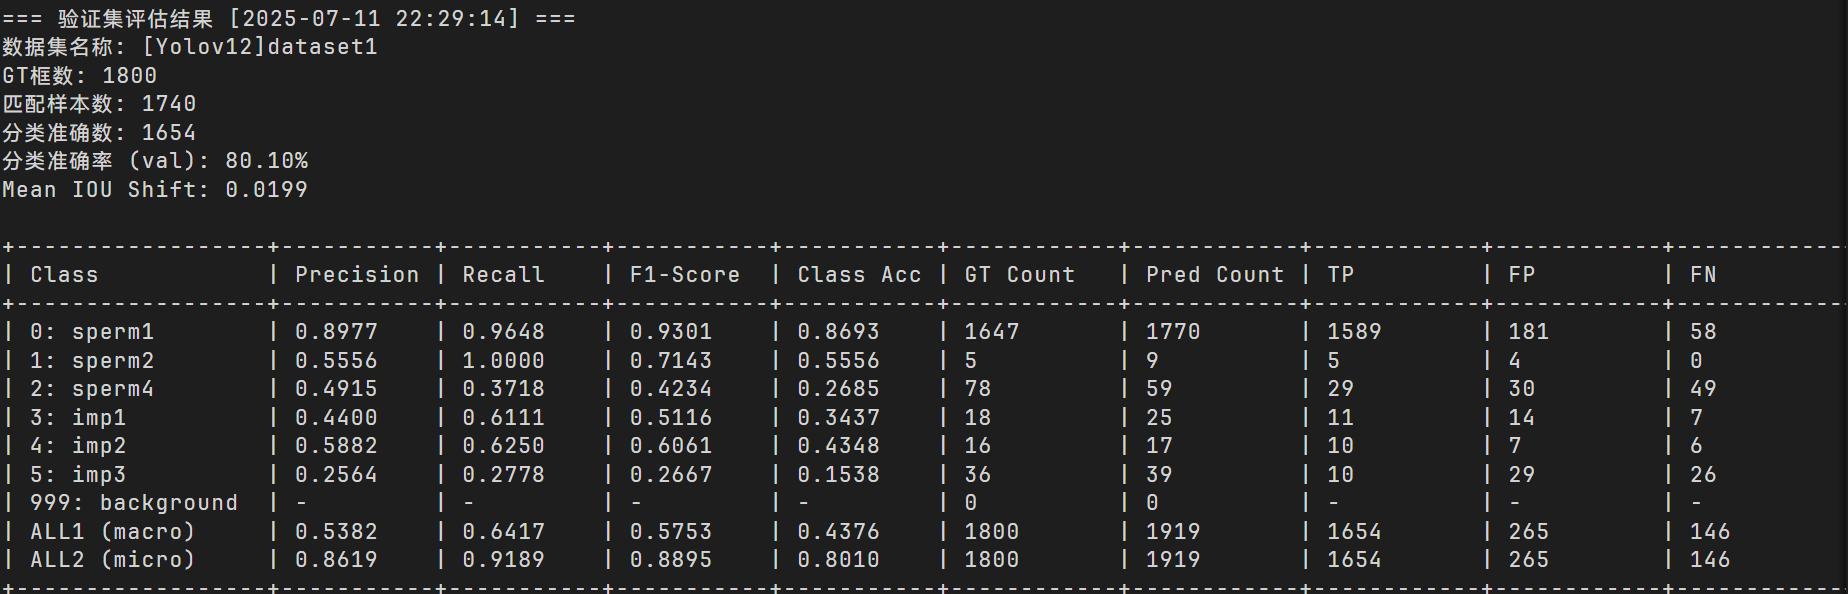 === 验证集评估结果 [2025-07-11 22:29:14] ===
数据集名称: [Yolov12]dataset1
GT框数: 1800
匹配样本数: 1740
分类准确数: 1654
分类准确率 (val): 80.10%
Mean IOU Shift: 0.0199
+------------------+-----------+-----------+-----------+-----------+------------+------------+-----------+-----------+-----------
| Class | Precision | Recall | F1-Score | Class Acc | GT Count | Pred Count | TP | FP | FN
+------------------+-----------+-----------+-----------+-----------+------------+------------+-----------+-----------+-----------
| 0: sperm1 | 0.8977 | 0.9648 | 0.9301 | 0.8693 | 1647 | 1770 | 1589 | 181 | 58
| 1: sperm2 | 0.5556 | 1.0000 | 0.7143 | 0.5556 | 5 | 9 | 5 | 4 | 0
| 2: sperm4 | 0.4915 | 0.3718 | 0.4234 | 0.2685 | 78 | 59 | 29 | 30 | 49
| 3: imp1 | 0.4400 | 0.6111 | 0.5116 | 0.3437 | 18 | 25 | 11 | 14 | 7
| 4: imp2 | 0.5882 | 0.6250 | 0.6061 | 0.4348 | 16 | 17 | 10 | 7 | 6
| 5: imp3 | 0.2564 | 0.2778 | 0.2667 | 0.1538 | 36 | 39 | 10 | 29 | 26
| 999: background | - | - | - | - | 0 | 0 | - | - | -
| ALL1 (macro) | 0.5382 | 0.6417 | 0.5753 | 0.4376 | 1800 | 1919 | 1654 | 265 | 146
| ALL2 (micro) | 0.8619 | 0.9189 | 0.8895 | 0.8010 | 1800 | 1919 | 1654 | 265 | 146
+------------------+-----------+-----------+-----------+-----------+------------+------------+-----------+-----------+-----------